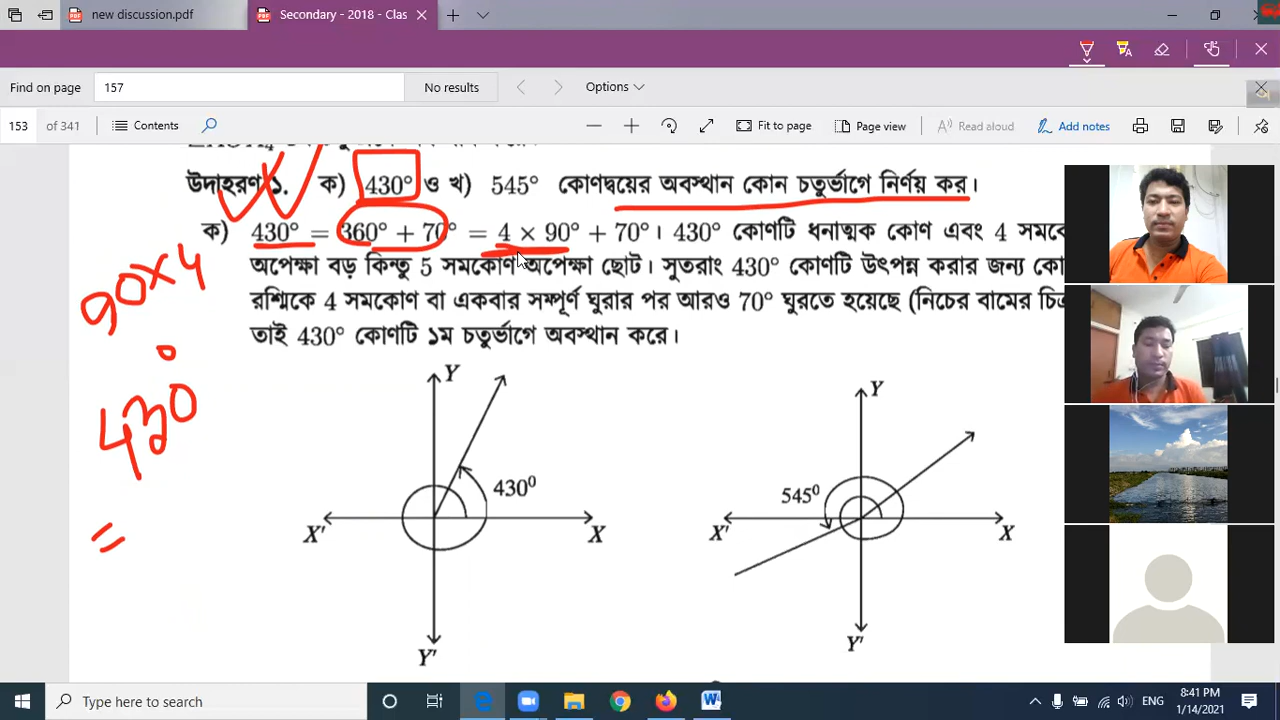 new discussion.pdf
Secondary - 2018 - Clas
Find on page 157 No results Options
153 of 341 Contents Fit to page Page view Read aloud Add notes
উদাহরণ ১. ক) 430° ও খ) 545° কোণদ্বয়ের অবস্থান কোন চতুর্ভাগে নির্ণয় কর।
ক) 430° = 360° + 70° = 4 × 90° + 70°। 430° কোণটি ধনাত্মক কোণ এবং 4 সমকো
অপেক্ষা বড় কিন্তু 5 সমকোণ অপেক্ষা ছোট। সুতরাং 430° কোণটি উৎপন্ন করার জন্য কো
রশ্মিকে 4 সমকোণ বা একবার সম্পূর্ণ ঘুরার পর আরও 70° ঘুরতে হয়েছে (নিচের বামের চিত্র
তাই 430° কোণটি ১ম চতুর্ভাগে অবস্থান করে।
90×4
430°
=
Y
430⁰
X' X
Y'
Y
545⁰
X' X
Y'
Type here to search
ENG
8:41 PM
1/14/2021